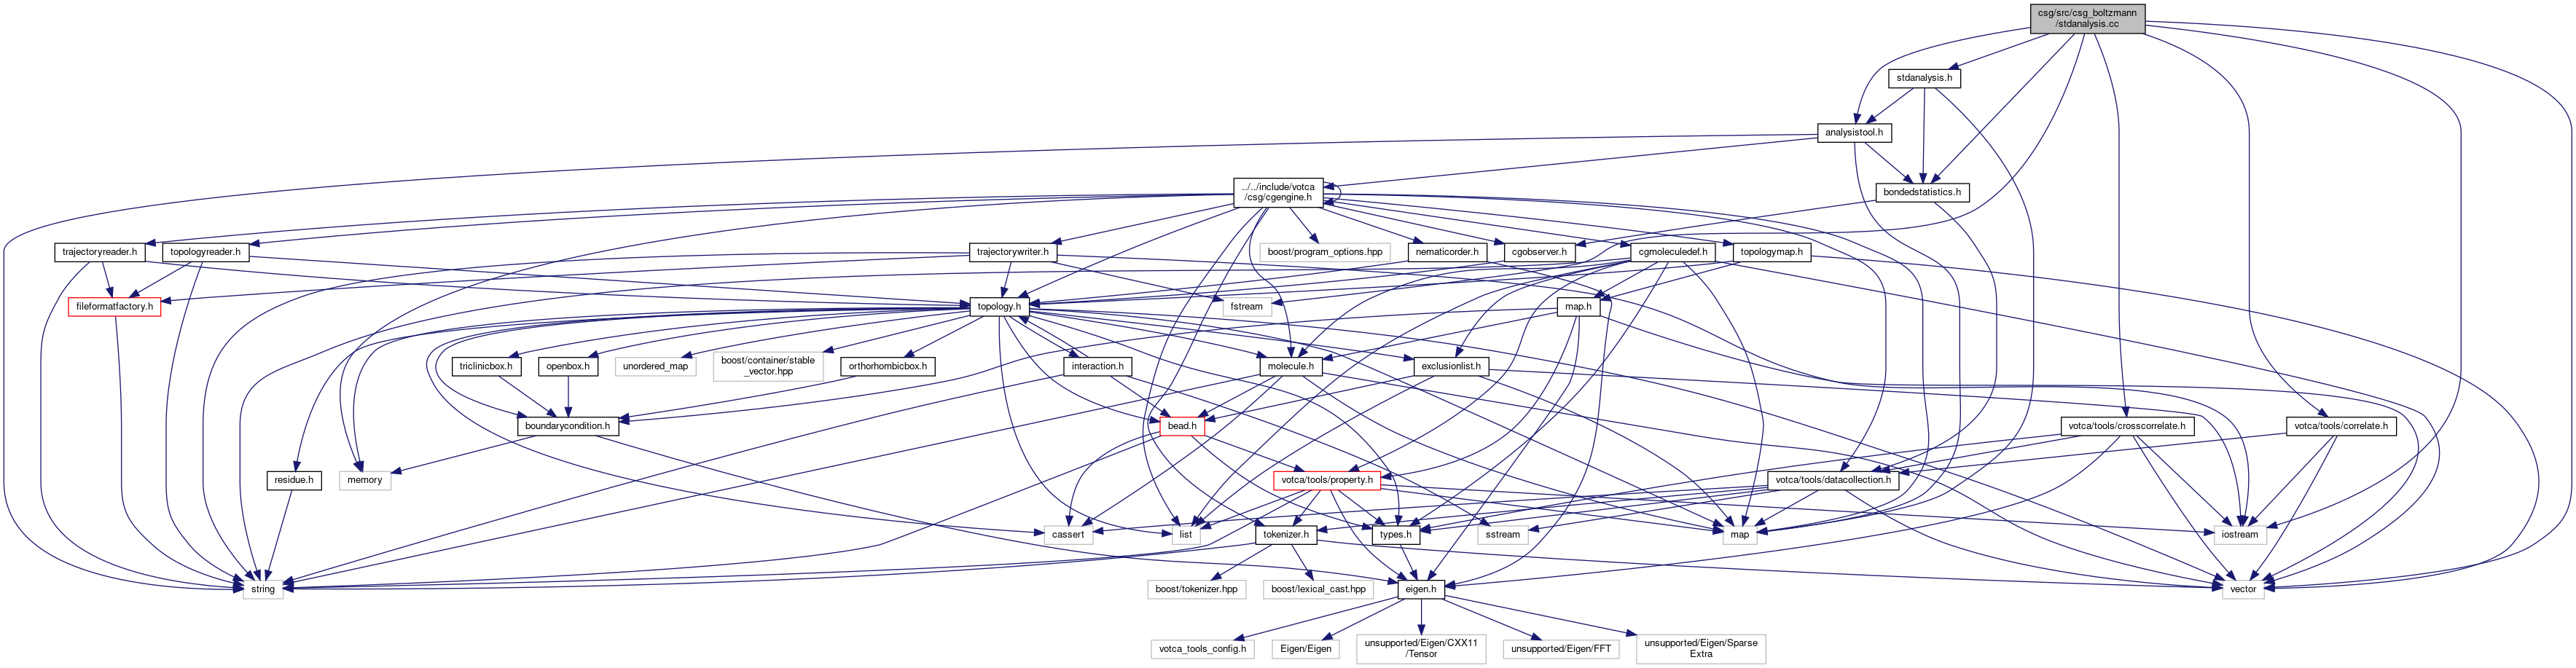 csg/src/csg_boltzmann
/stdanalysis.cc
stdanalysis.h
analysistool.h
../../include/votca
/csg/cgengine.h
bondedstatistics.h
trajectoryreader.h
topologyreader.h
trajectorywriter.h
boost/program_options.hpp
nematicorder.h
cgobserver.h
cgmoleculedef.h
topologymap.h
fileformatfactory.h
topology.h
fstream
map.h
triclinicbox.h
openbox.h
unordered_map
boost/container/stable
_vector.hpp
orthorhombicbox.h
interaction.h
molecule.h
exclusionlist.h
boundarycondition.h
bead.h
votca/tools/crosscorrelate.h
votca/tools/correlate.h
residue.h
memory
votca/tools/property.h
votca/tools/datacollection.h
cassert
list
tokenizer.h
types.h
sstream
map
iostream
string
boost/tokenizer.hpp
boost/lexical_cast.hpp
eigen.h
vector
votca_tools_config.h
Eigen/Eigen
unsupported/Eigen/CXX11
/Tensor
unsupported/Eigen/FFT
unsupported/Eigen/Sparse
Extra